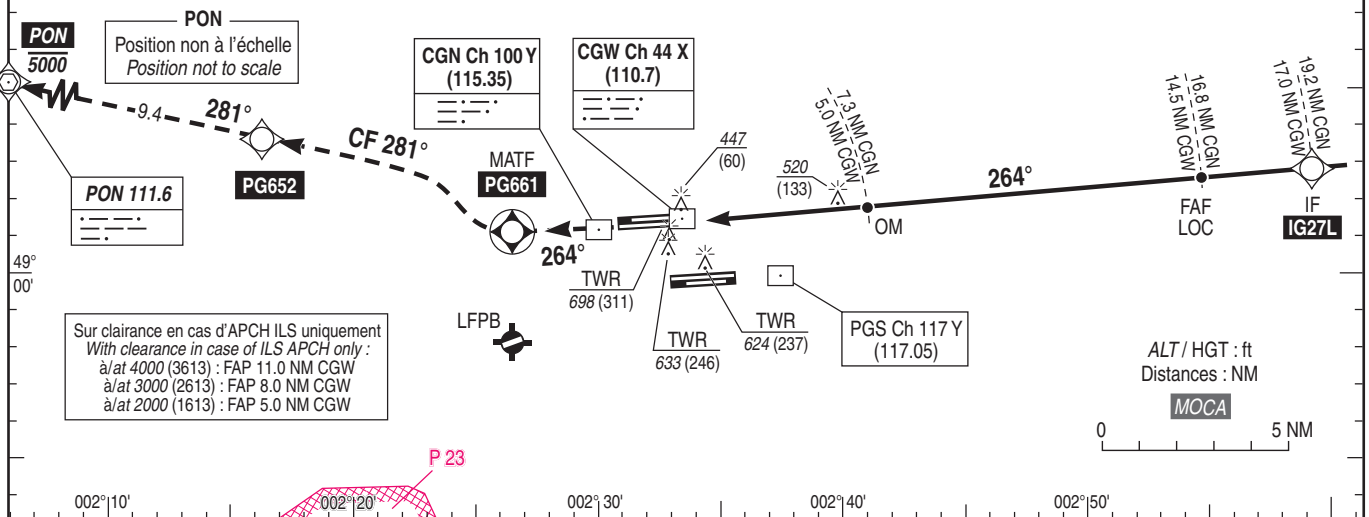 PON
5000
PON
Position non à l'échelle
Position not to scale
9.4
281°
PG652
CF 281°
PON 111.6
CGN Ch 100 Y
(115.35)
CGW Ch 44 X
(110.7)
MATF
PG661
264°
447
(60)
520
(133)
7.3 NM CGN
5.0 NM CGW
OM
264°
16.8 NM CGN
14.5 NM CGW
FAF
LOC
19.2 NM CGN
17.0 NM CGW
IF
IG27L
49°
00'
TWR
698 (311)
TWR
633 (246)
TWR
624 (237)
PGS Ch 117 Y
(117.05)
LFPB
Sur clairance en cas d'APCH ILS uniquement
With clearance in case of ILS APCH only :
à/at 4000 (3613) : FAP 11.0 NM CGW
à/at 3000 (2613) : FAP 8.0 NM CGW
à/at 2000 (1613) : FAP 5.0 NM CGW
ALT / HGT : ft
Distances : NM
MOCA
0 5 NM
P 23
002°10' 002°20' 002°30' 002°40' 002°50'